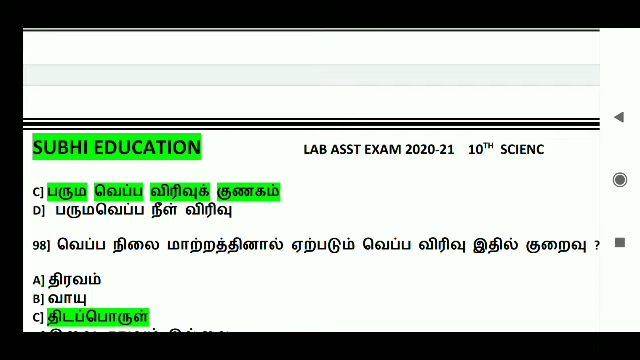 SUBHI EDUCATION LAB ASST EXAM 2020-21 10TH SCIENC
C] பரும வெப்ப விரிவுக் குணகம்
D] பருமவெப்ப நீள் விரிவு
98] வெப்ப நிலை மாற்றத்தினால் ஏற்படும் வெப்ப விரிவு இதில் குறைவு ?
A] திரவம்
B] வாயு
C] திடப்பொருள்